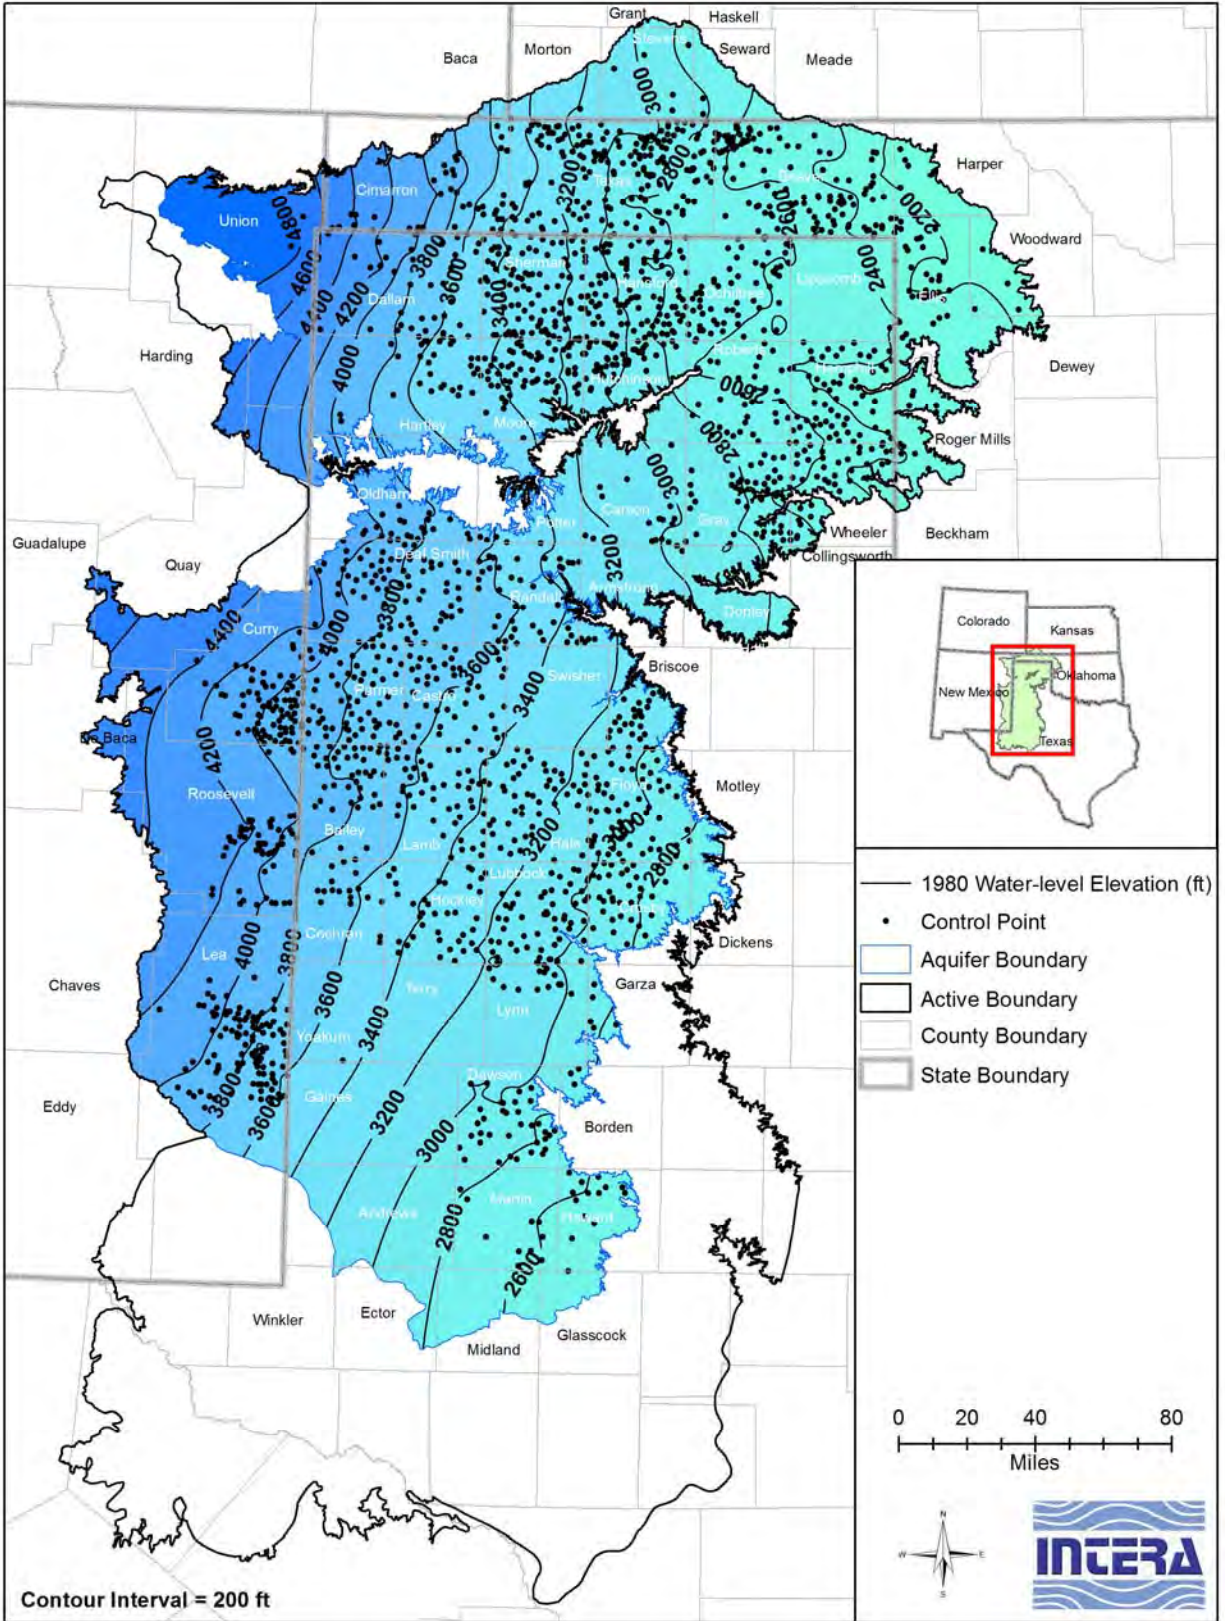 Grant
Haskell
Stevens
Morton
Seward
Baca
Meade
3000
Harper
Cimarron
3200
Texas
2800
Beaver
Union
4800
2600
2200
Woodward
4600
3800
Sherman
2400
4400
4200
Dallam
3600
3400
Hansford
Ochiltree
Lipscomb
Ellis
Harding
4000
Roberts
Hutchinson
Hemphill
Dewey
2600
Hartley
Moore
2800
Roger Mills
3000
Oldham
Potter
Carson
Gray
Wheeler
Beckham
Guadalupe
Quay
Deaf Smith
3200
Collingsworth
Randall
Armstrong
Donley
4400
Curry
4000
3800
3600
Briscoe
Swisher
Parmer
Castro
3400
De Baca
4200
Roosevelt
Floyd
Motley
Bailey
Lamb
3200
Hale
3000
2800
Lubbock
Hockley
Crosby
Cochran
Dickens
Lea
4000
3800
Chaves
3600
Terry
Garza
Lynn
Yoakum
3400
Dawson
3800
3600
Gaines
3200
Eddy
3000
Borden
Andrews
Martin
Howard
2800
2600
Winkler
Ector
Glasscock
Midland
Colorado
Kansas
New Mexico
Oklahoma
Texas
1980 Water-level Elevation (ft)
Control Point
Aquifer Boundary
Active Boundary
County Boundary
State Boundary
0 20 40 80
Miles
N
W E
S
INTERA
Contour Interval = 200 ft